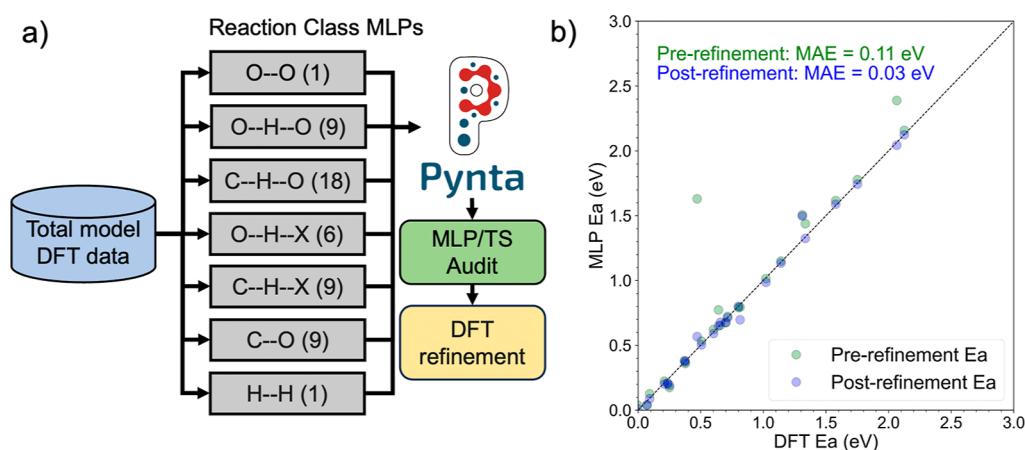 a)
Reaction Class MLPs
Total model
DFT data
O--O (1)
O--H--O (9)
C--H--O (18)
O--H--X (6)
C--H--X (9)
C--O (9)
H--H (1)
Pynta
MLP/TS
Audit
DFT
refinement
b)
Pre-refinement: MAE = 0.11 eV
Post-refinement: MAE = 0.03 eV
MLP Ea (eV)
3.0
2.5
2.0
1.5
1.0
0.5
0.0
Pre-refinement Ea
Post-refinement Ea
0.0 0.5 1.0 1.5 2.0 2.5 3.0
DFT Ea (eV)